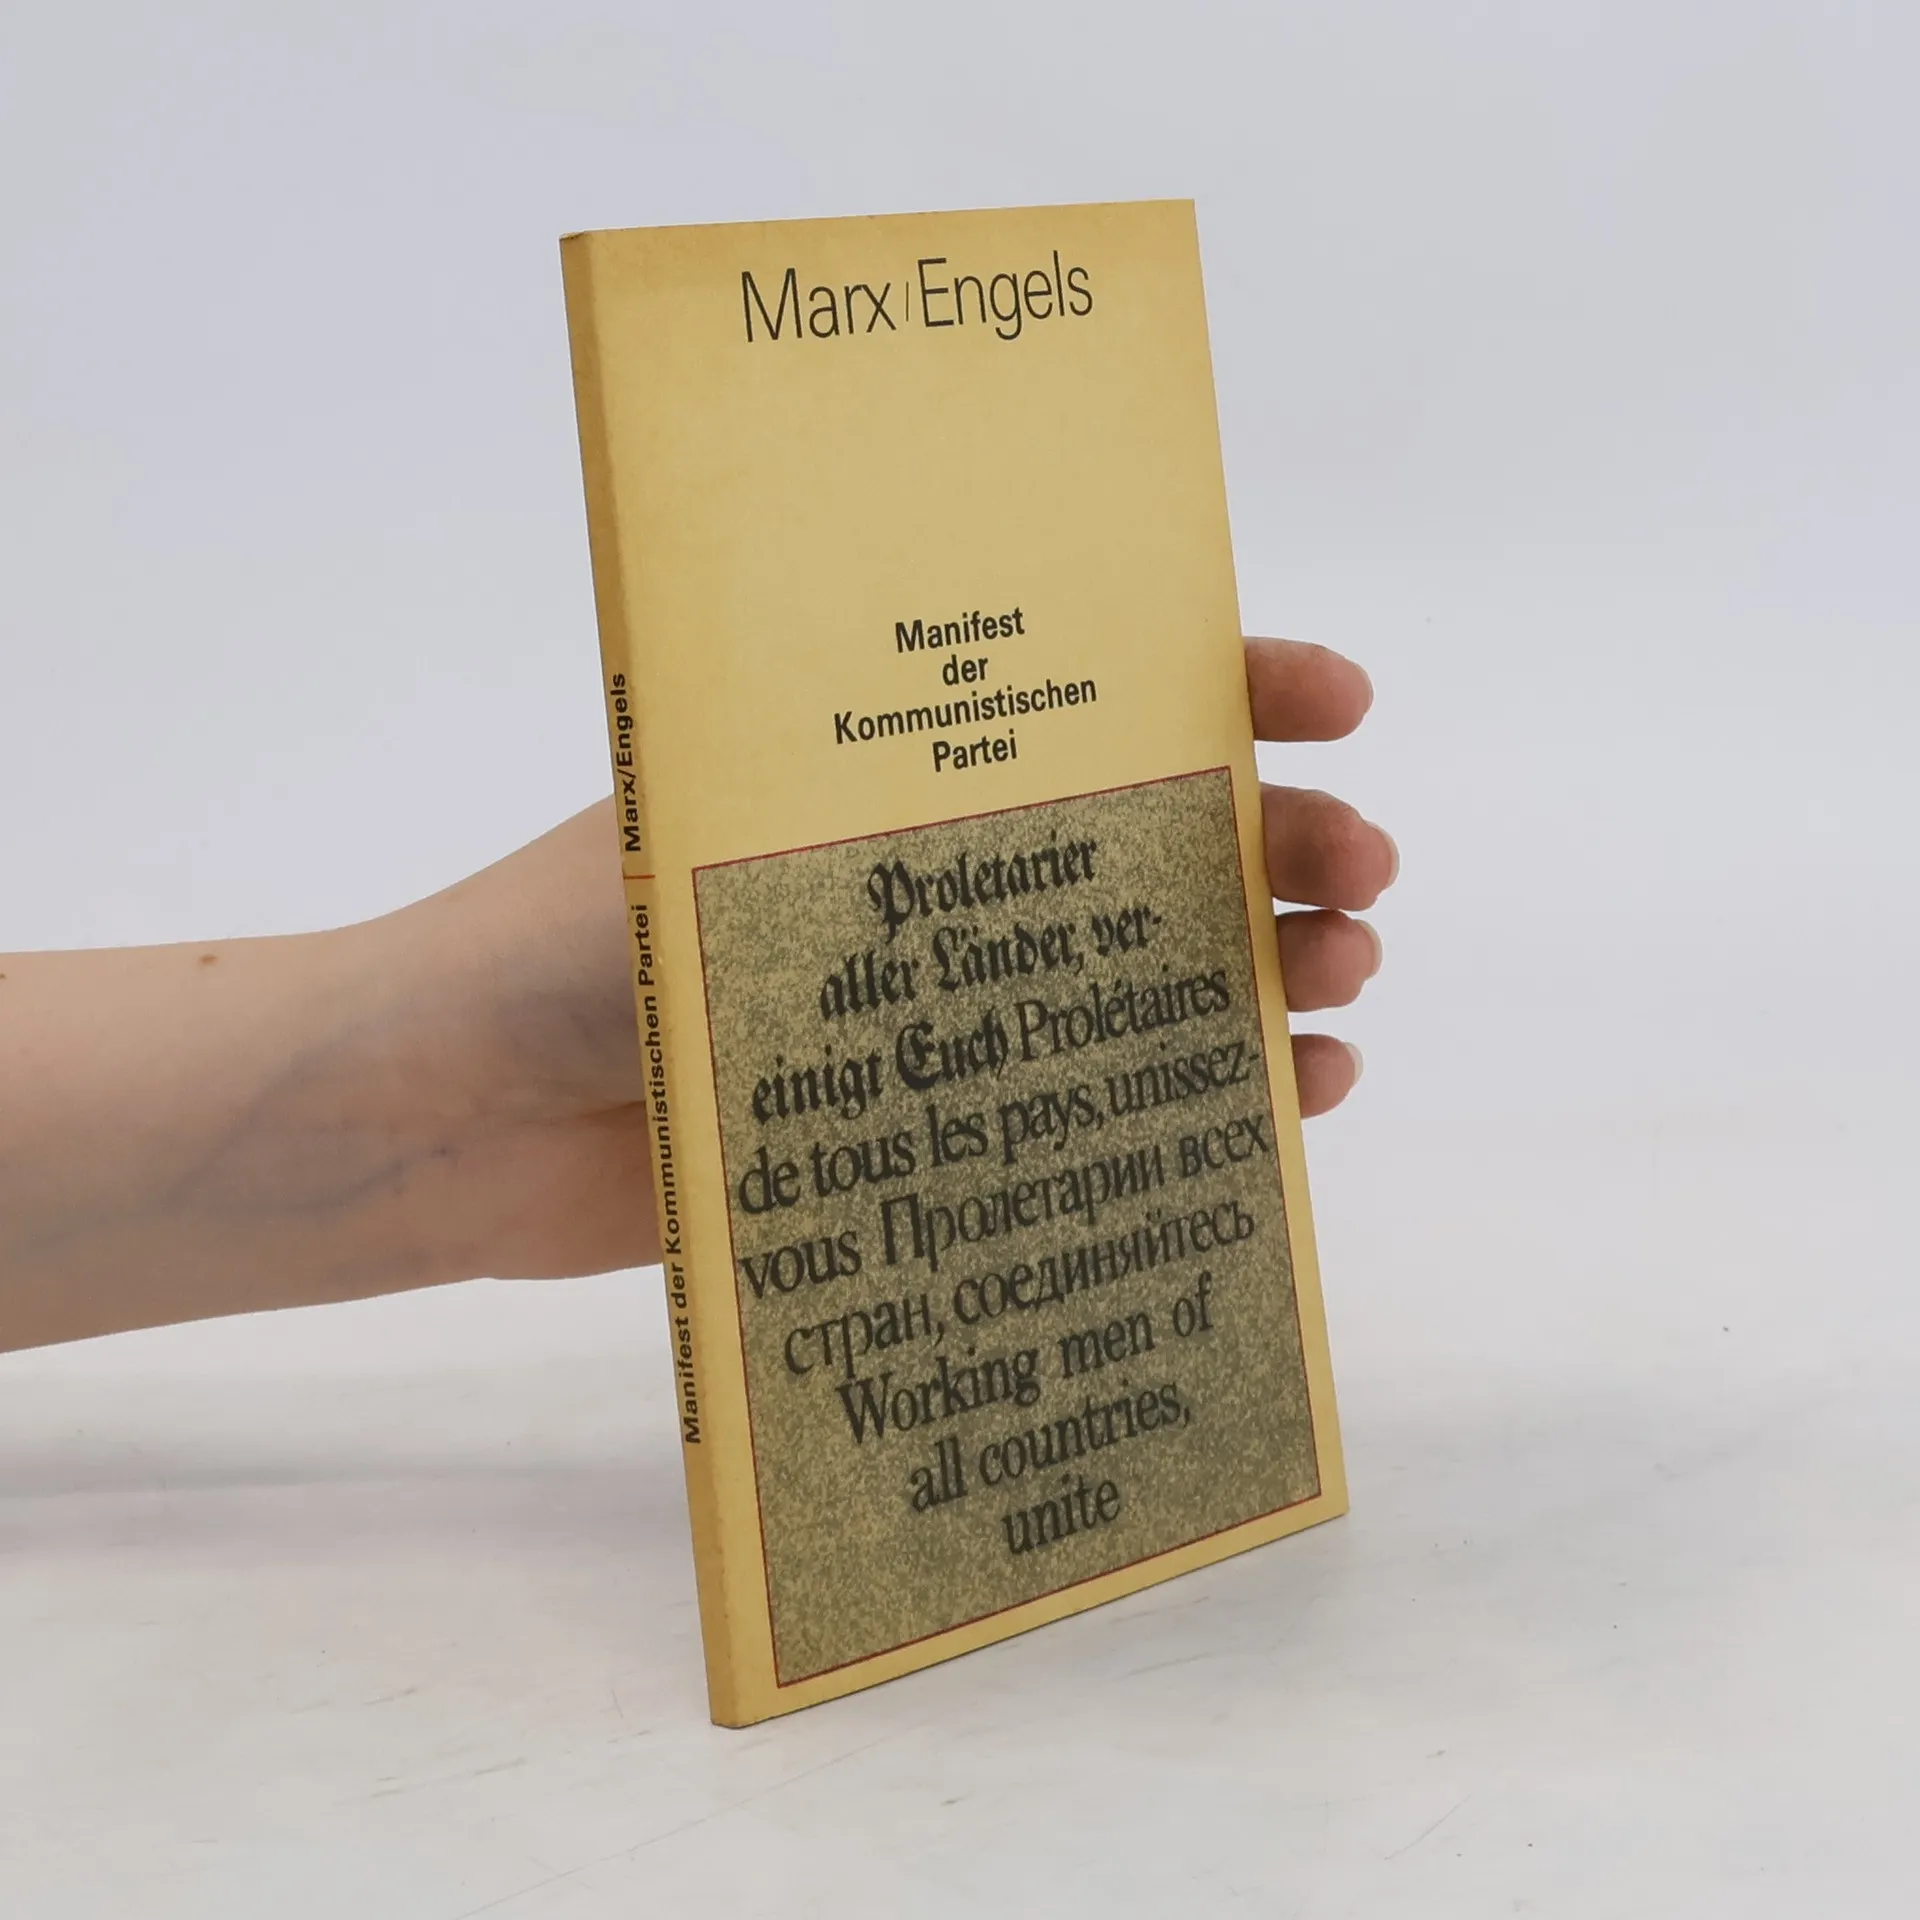 Marx/Engels
Manifest
der
Kommunistischen
Partei
Proletarier
aller Länder, ver-
einigt Euch Prolétaires
de tous les pays, unissez-
vous Пролетарии всех
стран, соединяйтесь
Working men of
all countries,
unite
Manifest der Kommunistischen Partei | Marx/Engels